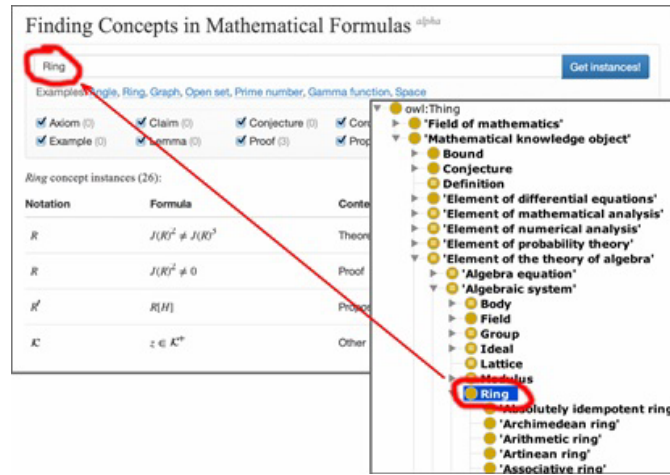 Finding Concepts in Mathematical Formulas alpha
Ring
Get instances!
Examples: Angle, Ring, Graph, Open set, Prime number, Gamma function, Space
Axiom (0) Claim (0) Conjecture (0)
Example (0) Lemma (0) Proof (3)
Ring concept instances (26):
Notation Formula
R J(R)² ≠ J(R)³
R J(R)² ≠ 0 Proof
R′ R[H]
𝒦 Other
owl:Thing
'Field of mathematics'
'Mathematical knowledge object'
Bound
Conjecture
Definition
'Element of differential equations'
'Element of mathematical analysis'
'Element of numerical analysis'
'Element of probability theory'
'Element of the theory of algebra'
'Algebra equation'
'Algebraic system'
Body
Field
Group
Ideal
Lattice
Modulus
Ring
'Absolutely idempotent ring
'Archimedean ring'
'Arithmetic ring'
'Artinean ring'
'Associative ring'